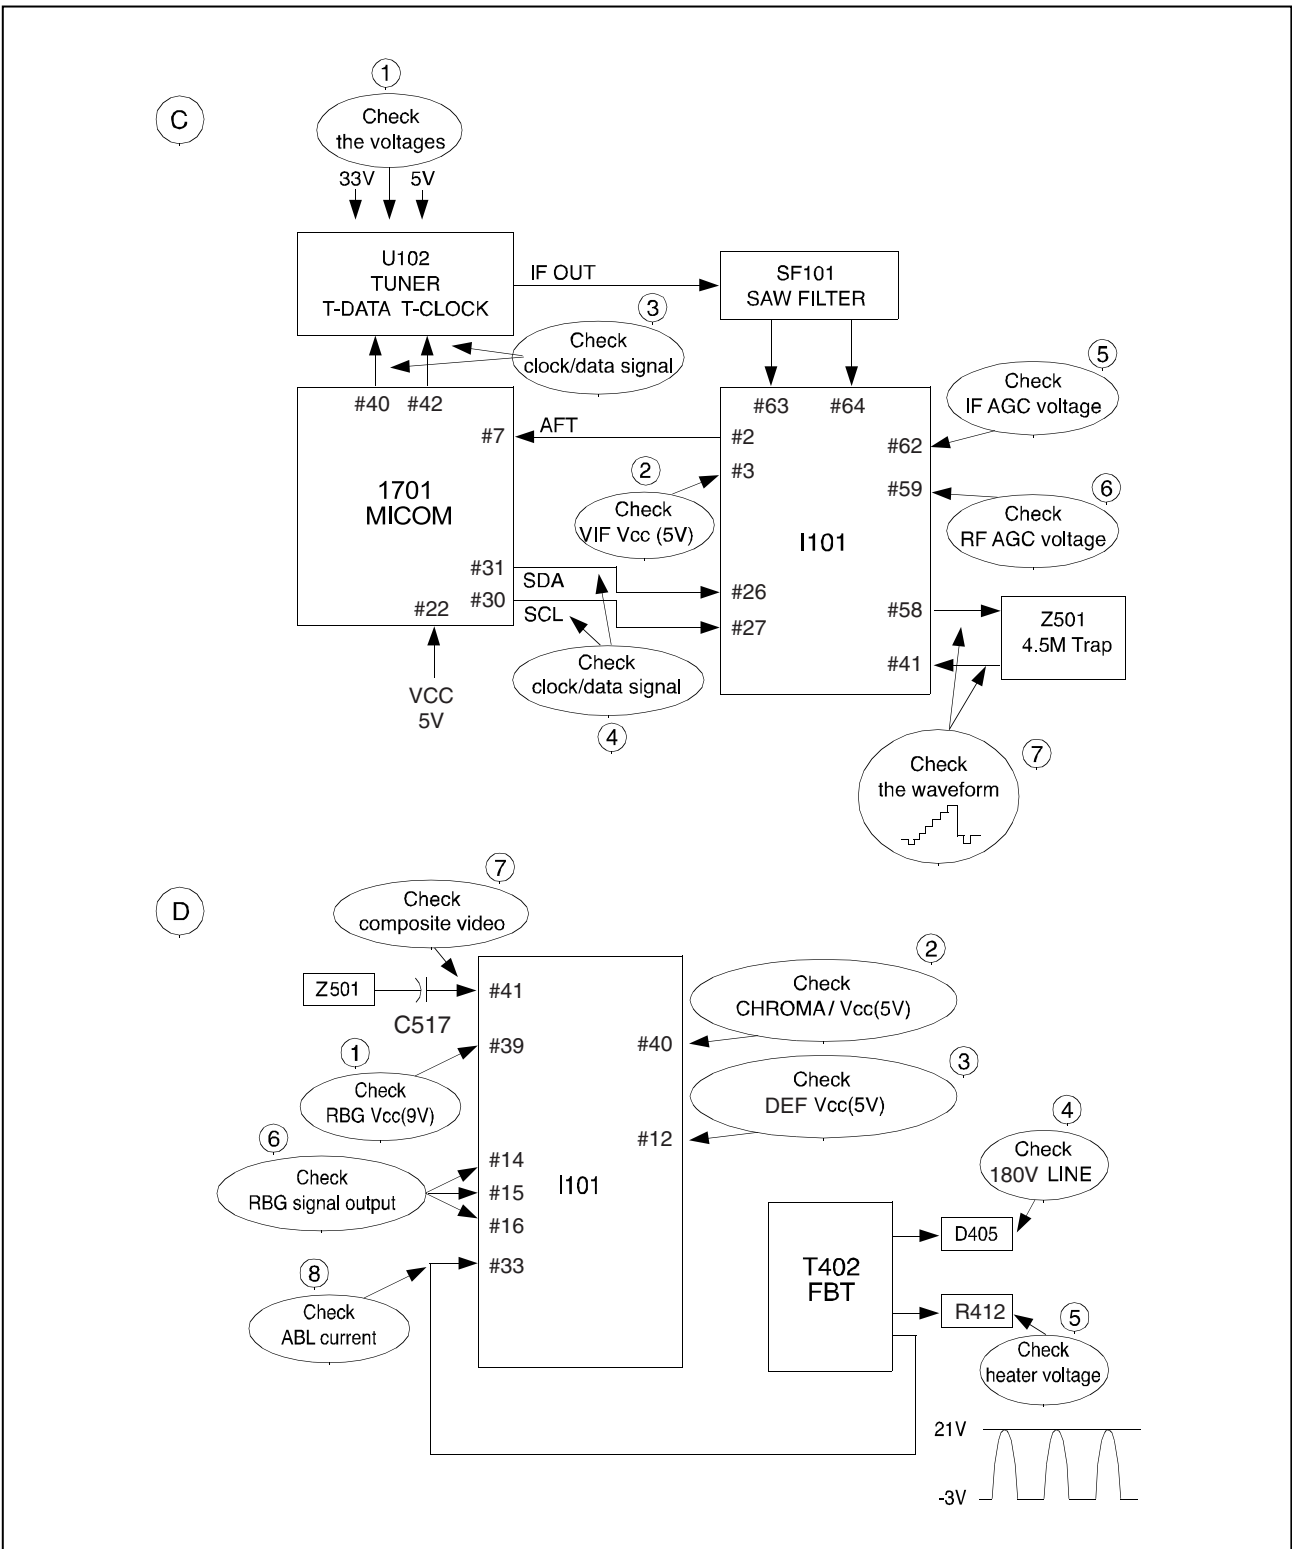 C
1
Check
the voltages
33V 5V
U102
TUNER
T-DATA T-CLOCK
IF OUT
SF101
SAW FILTER
3
Check
clock/data signal
#40 #42
#7
AFT
1701
MICOM
#31
SDA
#30
SCL
#22
VCC
5V
2
Check
VIF Vcc (5V)
4
Check
clock/data signal
#63 #64
#2
#3
#62
#59
I101
#26
#27
#58
#41
5
Check
IF AGC voltage
6
Check
RF AGC voltage
Z501
4.5M Trap
7
Check
the waveform
D
7
Check
composite video
Z501
C517
#41
1
Check
RBG Vcc(9V)
#39
#40
2
Check
CHROMA / Vcc(5V)
3
Check
DEF Vcc(5V)
#12
6
Check
RBG signal output
#14
#15
#16
I101
#33
8
Check
ABL current
T402
FBT
4
Check
180V LINE
D405
R412
5
Check
heater voltage
21V
-3V